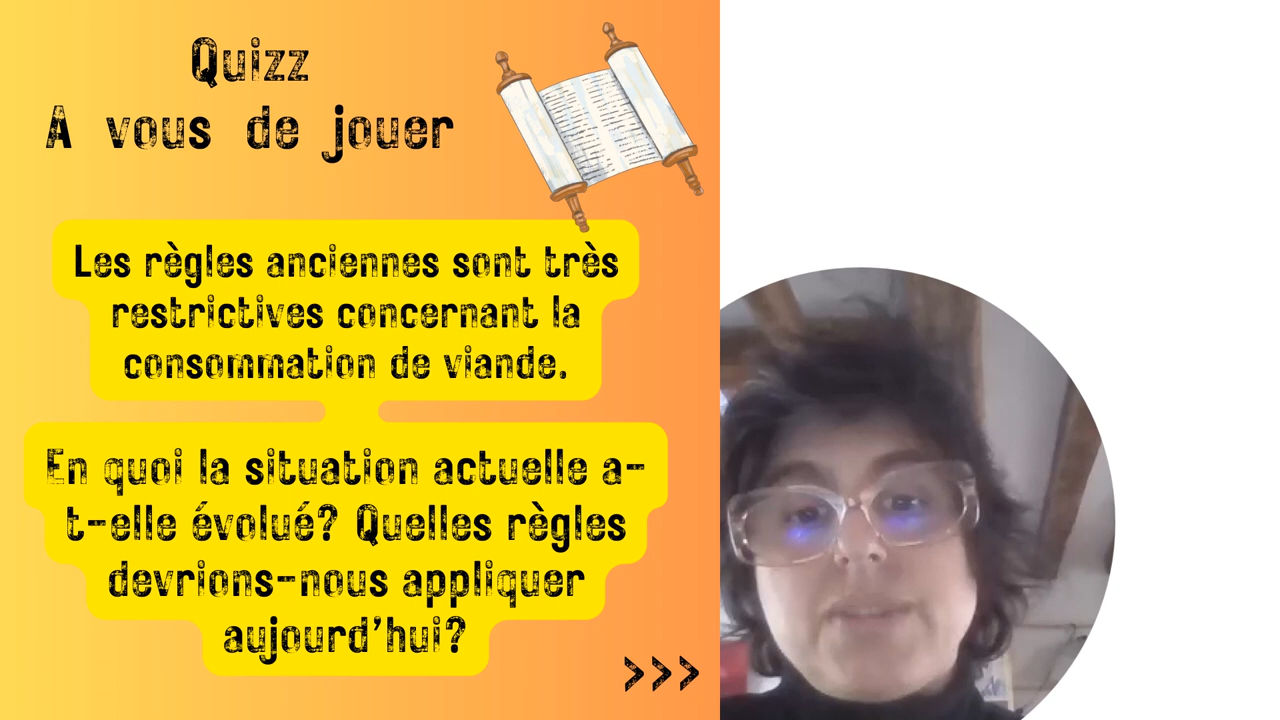 Quizz
A vous de jouer
Les règles anciennes sont très
restrictives concernant la
consommation de viande.
En quoi la situation actuelle a-
t-elle évolué? Quelles règles
devrions-nous appliquer
aujourd'hui?
>>>